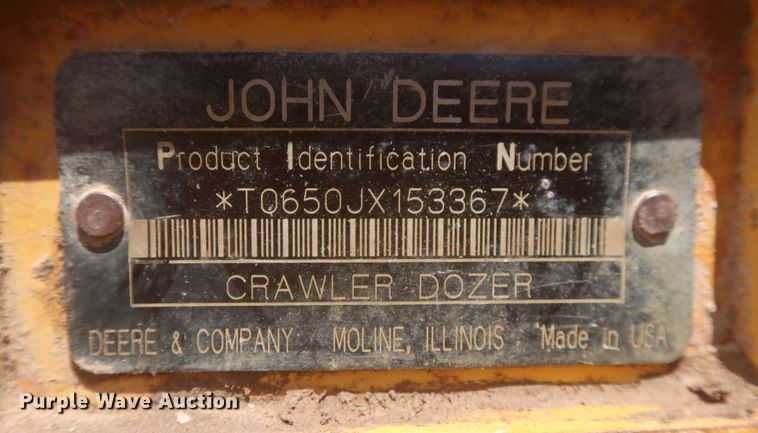 JOHN DEERE
Product Identification Number
*T0650JX153367*
CRAWLER DOZER
DEERE & COMPANY MOLINE, ILLINOIS Made in USA
Purple Wave Auction